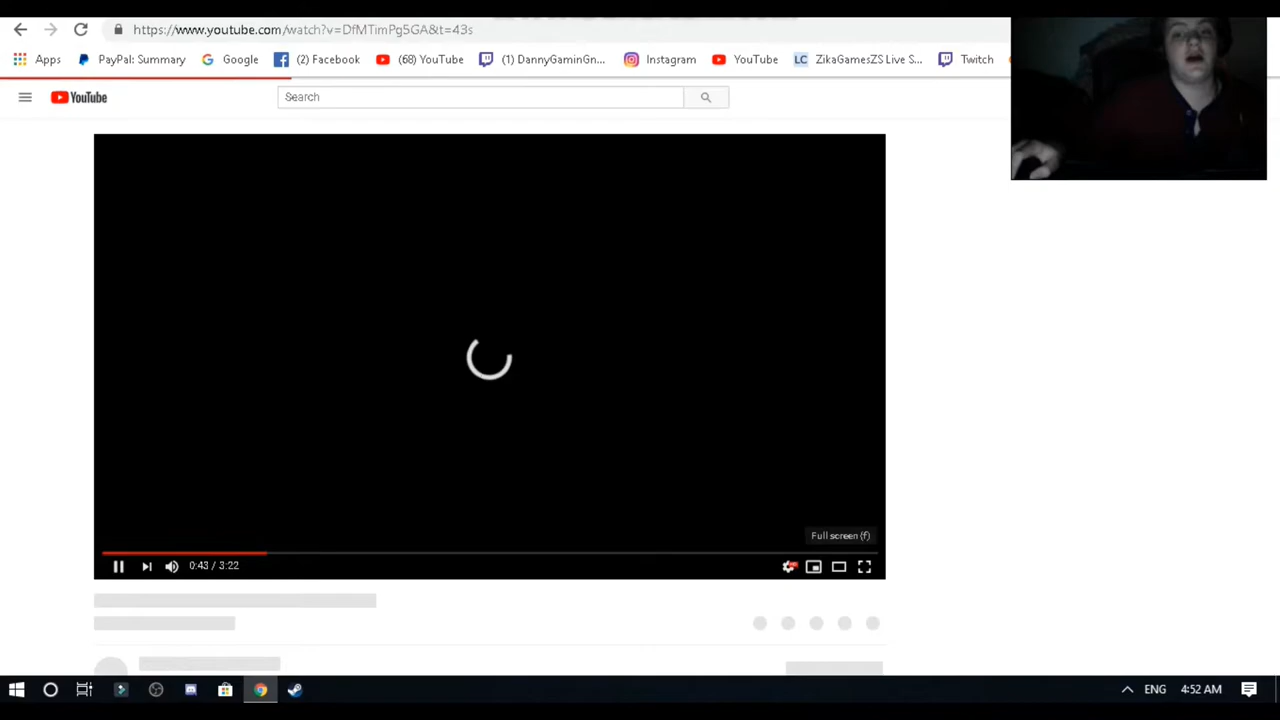 https://www.youtube.com/watch?v=DfMTimPg5GA&t=43s
Apps PayPal: Summary Google (2) Facebook (68) YouTube (1) DannyGaminGn... Instagram YouTube LC ZikaGamesZS Live S... Twitch
YouTube Search
Full screen (f)
0:43 / 3:22
ENG 4:52 AM